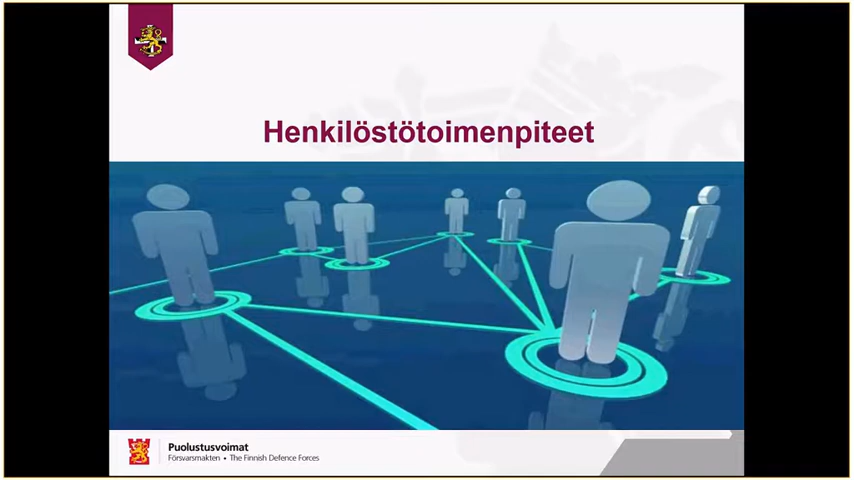 Henkilöstötoimenpiteet
Puolustusvoimat
Försvarsmakten • The Finnish Defence Forces